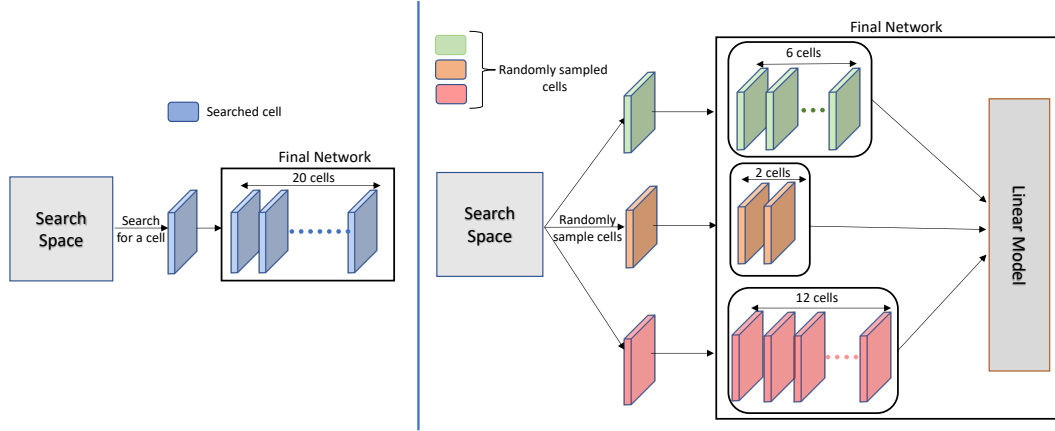 Searched cell
Final Network
20 cells
Search
Space
Search
for a cell
Final Network
Randomly sampled
cells
6 cells
2 cells
Search
Space
Randomly
sample cells
12 cells
Linear Model